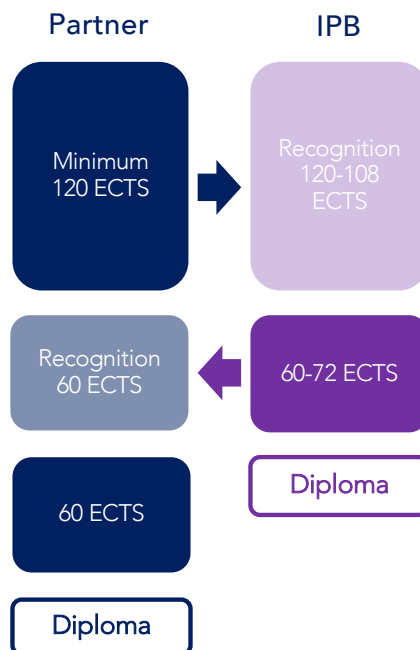 Partner
IPB
Minimum
120 ECTS
Recognition
120-108
ECTS
Recognition
60 ECTS
60-72 ECTS
60 ECTS
Diploma
Diploma